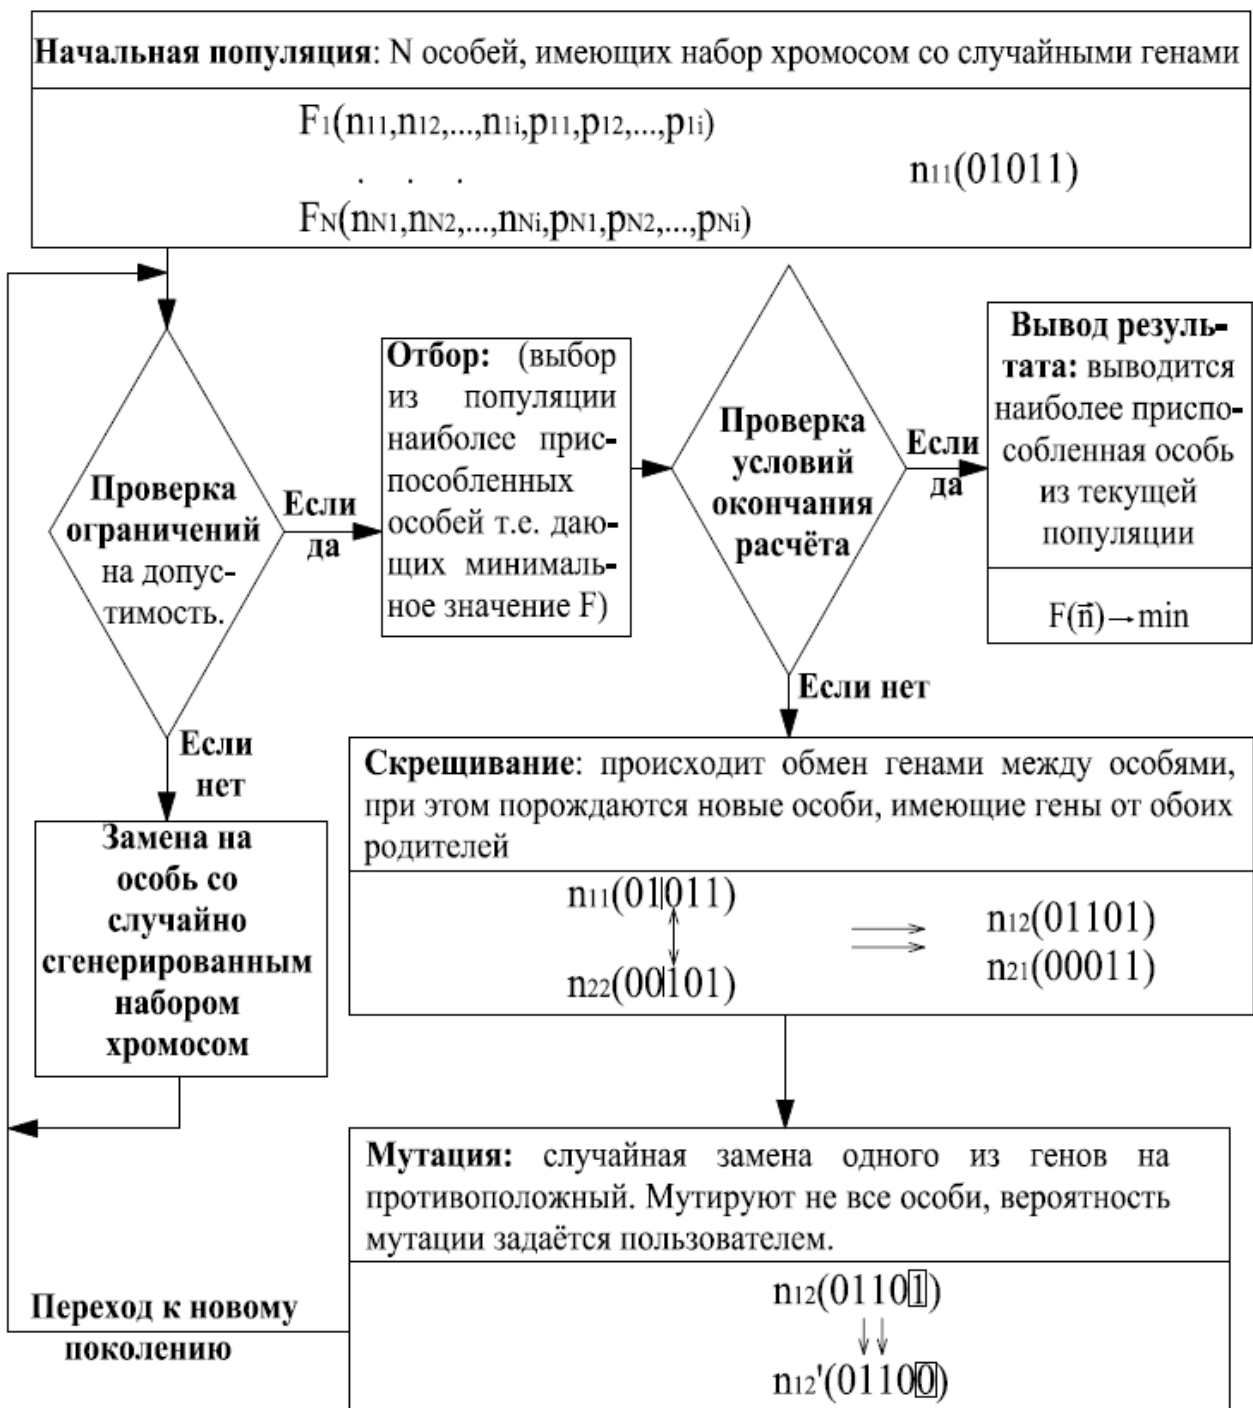 Начальная популяция: N особей, имеющих набор хромосом со случайными генами
F1(n11,n12,...,n1i,p11,p12,...,p1i)
. . .
n11(01011)
FN(nN1,nN2,...,nNi,pN1,pN2,...,pNi)
Проверка
ограничений
на допус-
тимость.
Если
да
Отбор: (выбор
из популяции
наиболее прис-
пособленных
особей т.е. даю-
щих минималь-
ное значение F)
Проверка
условий
окончания
расчёта
Если
да
Вывод резуль-
тата: выводится
наиболее приспо-
собленная особь
из текущей
популяции
F(n⃗)→min
Если нет
Если
нет
Замена на
особь со
случайно
сгенерированным
набором
хромосом
Скрещивание: происходит обмен генами между особями,
при этом порождаются новые особи, имеющие гены от обоих
родителей
n11(01|011)
n22(00|101)
n12(01101)
n21(00011)
Мутация: случайная замена одного из генов на
противоположный. Мутируют не все особи, вероятность
мутации задаётся пользователем.
n12(01101)
n12'(01100)
Переход к новому
поколению